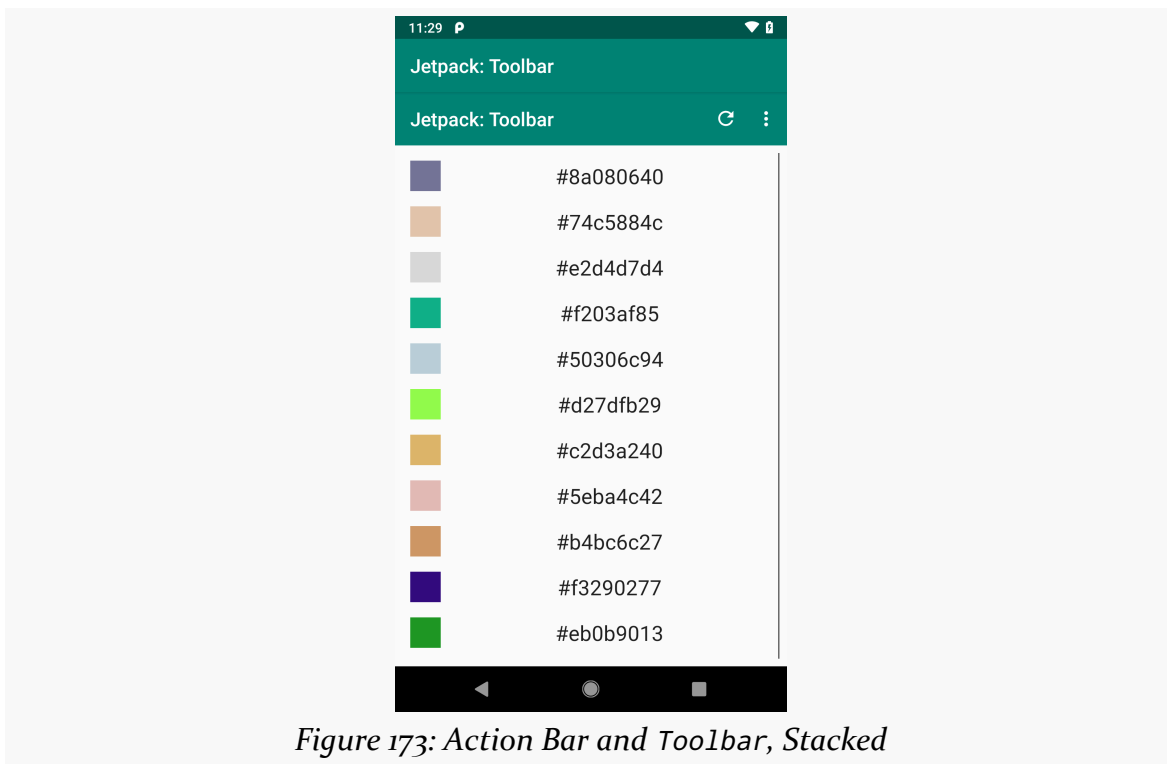 11:29
Jetpack: Toolbar
Jetpack: Toolbar
#8a080640
#74c5884c
#e2d4d7d4
#f203af85
#50306c94
#d27dfb29
#c2d3a240
#5eba4c42
#b4bc6c27
#f3290277
#eb0b9013
Figure 173: Action Bar and Toolbar, Stacked